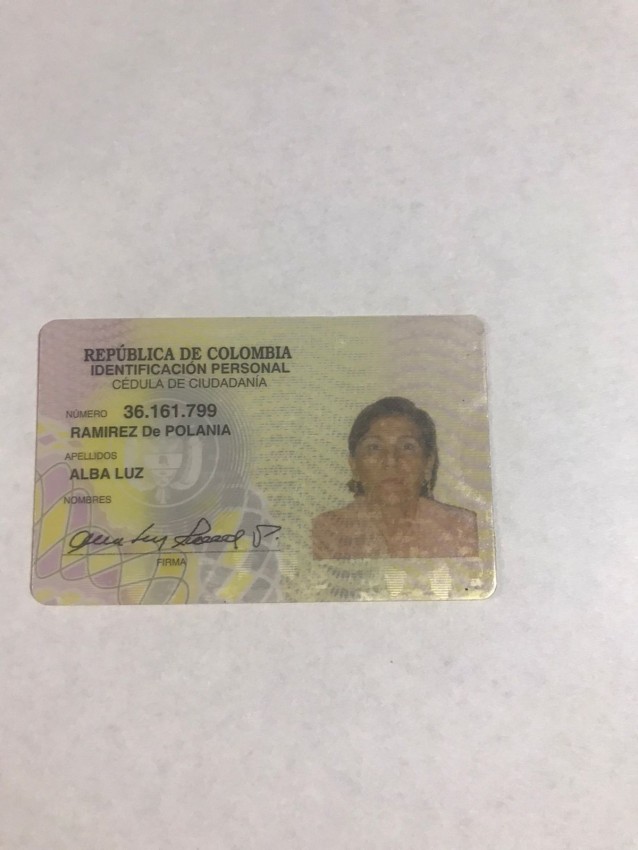 REPÚBLICA DE COLOMBIA
IDENTIFICACIÓN PERSONAL
CÉDULA DE CIUDADANÍA
NÚMERO 36.161.799
RAMIREZ De POLANIA
APELLIDOS
ALBA LUZ
NOMBRES
FIRMA